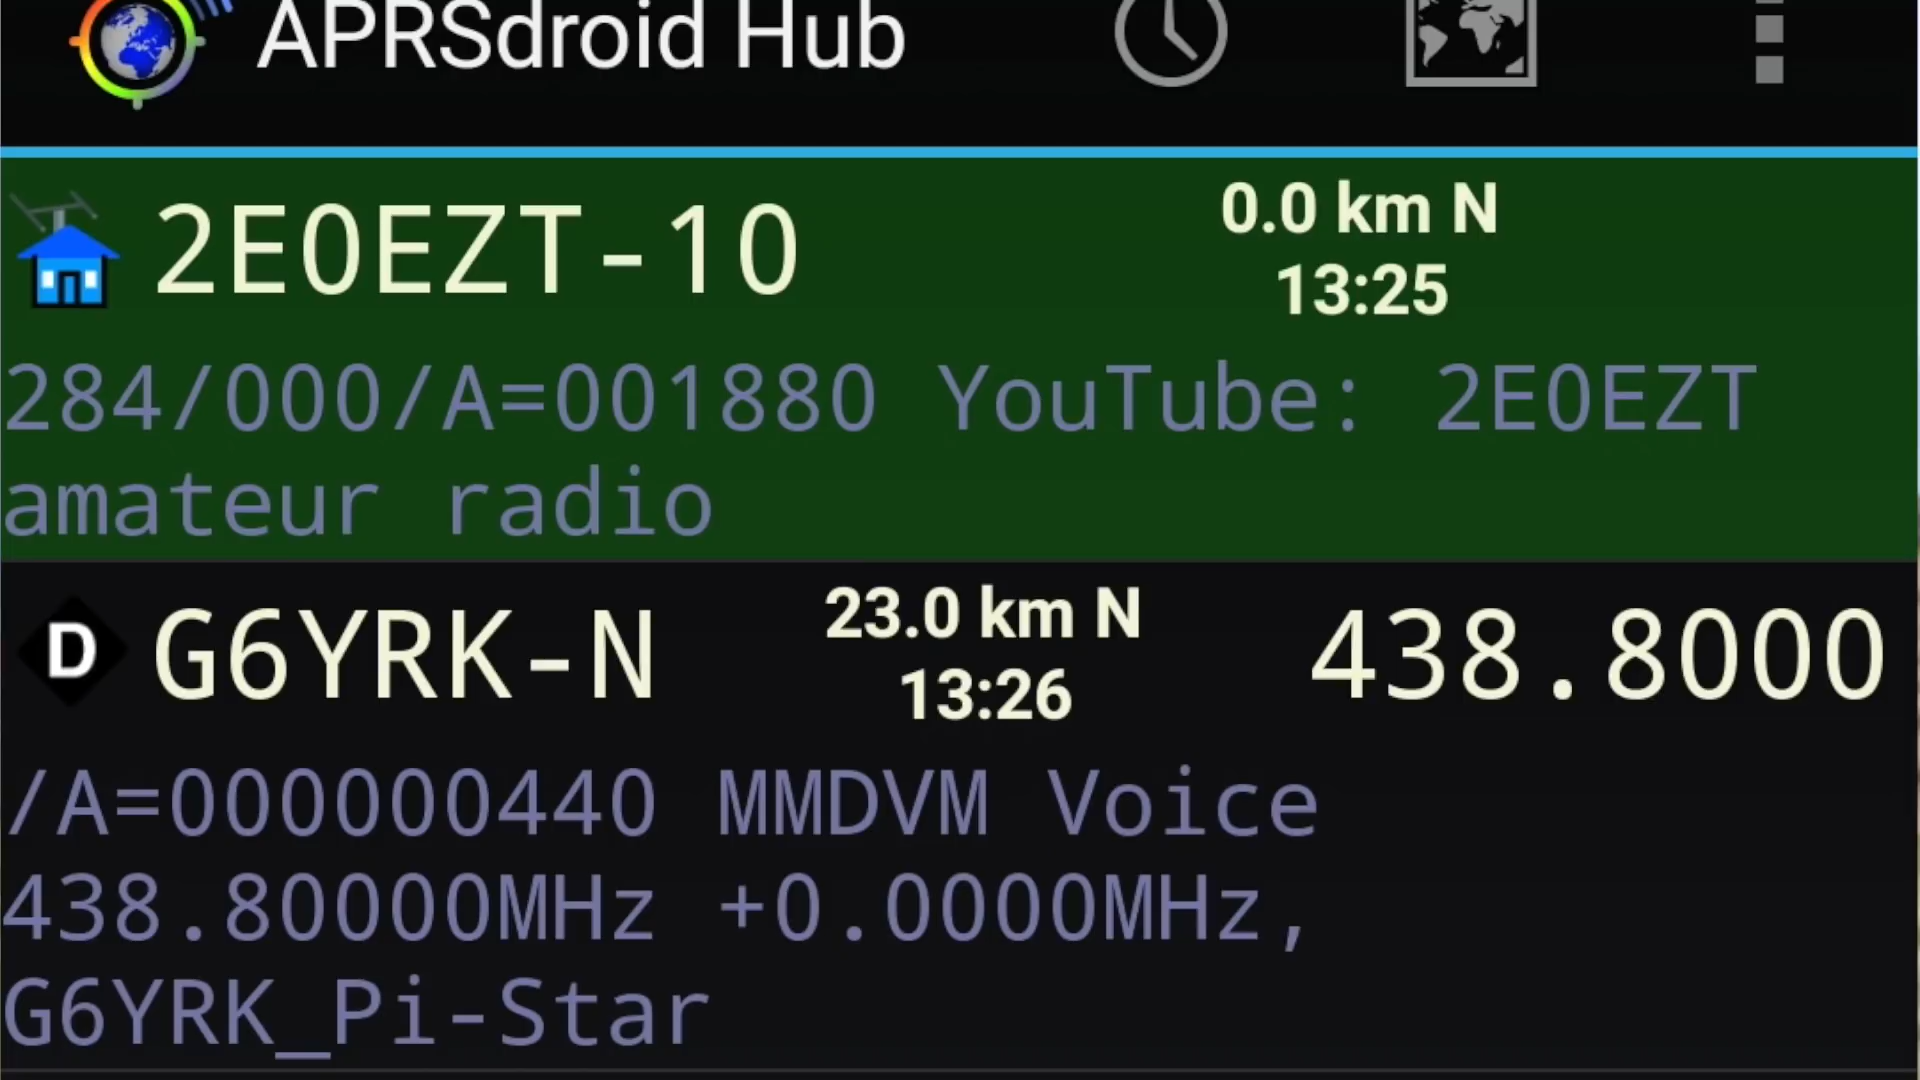 APRSdroid Hub
2E0EZT-10
0.0 km N
13:25
284/000/A=001880 YouTube: 2E0EZT
amateur radio
D
G6YRK-N
23.0 km N
13:26
438.8000
/A=000000440 MMDVM Voice
438.80000MHz +0.0000MHz,
G6YRK_Pi-Star